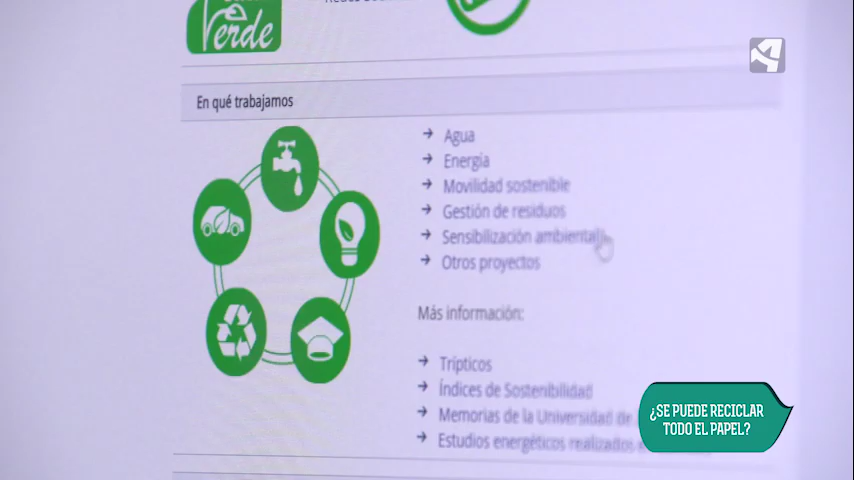 Verde
En qué trabajamos
Agua
Energía
Movilidad sostenible
Gestión de residuos
Sensibilización ambiental
Otros proyectos
Más información:
Trípticos
Índices de Sostenibilidad
Memorias de la Universidad de
Estudios energéticos realizados
¿SE PUEDE RECICLAR
TODO EL PAPEL?